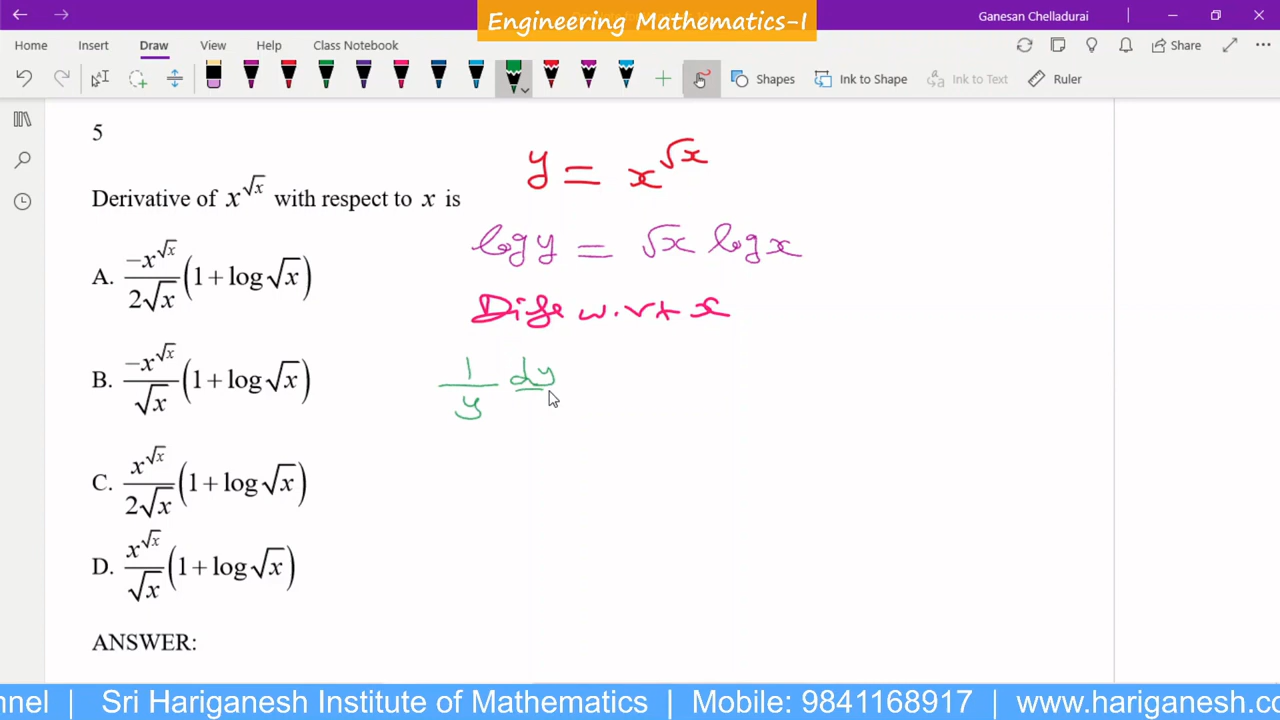 Engineering Mathematics-I
Ganesan Chelladurai
Home Insert Draw View Help Class Notebook Share
Shapes Ink to Shape Ink to Text Ruler
5
y = x^√x
Derivative of x^√x with respect to x is
log y = √x log x
A. −x^√x / 2√x (1 + log √x)
Diff w.r.t x
B. −x^√x / √x (1 + log √x)
1/y dy
C. x^√x / 2√x (1 + log √x)
D. x^√x / √x (1 + log √x)
ANSWER:
nnel | Sri Hariganesh Institute of Mathematics | Mobile: 9841168917 | www.hariganesh.co